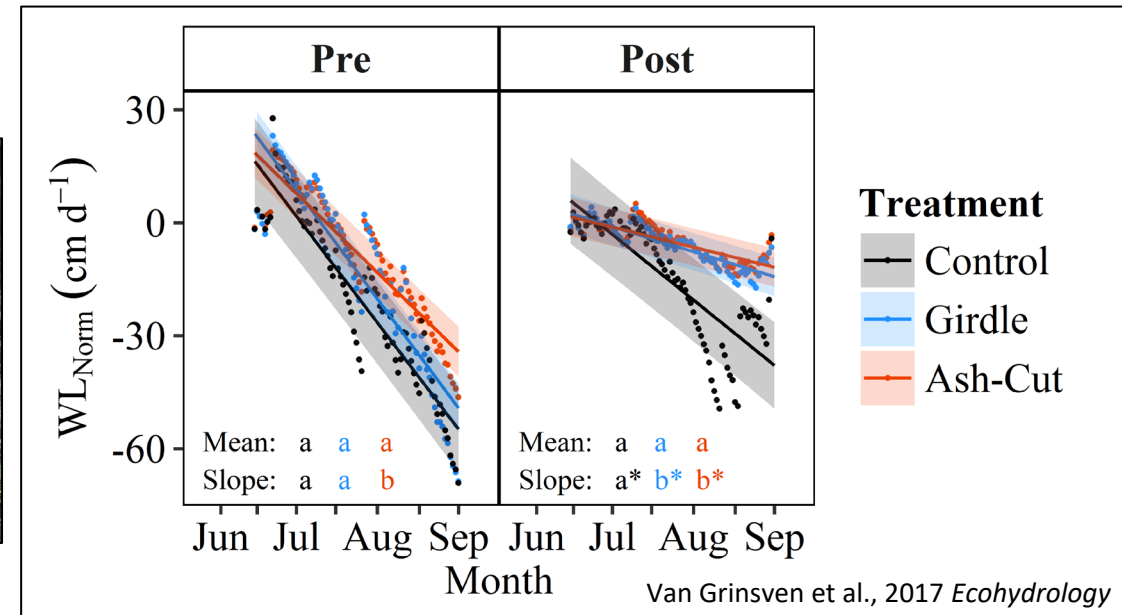 Pre Post
30
0
-30
-60
WL_Norm (cm d⁻¹)
Mean: a a a
Slope: a a b
Mean: a a a
Slope: a* b* b*
Jun Jul Aug Sep Jun Jul Aug Sep
Month
Treatment
Control
Girdle
Ash-Cut
Van Grinsven et al., 2017 Ecohydrology